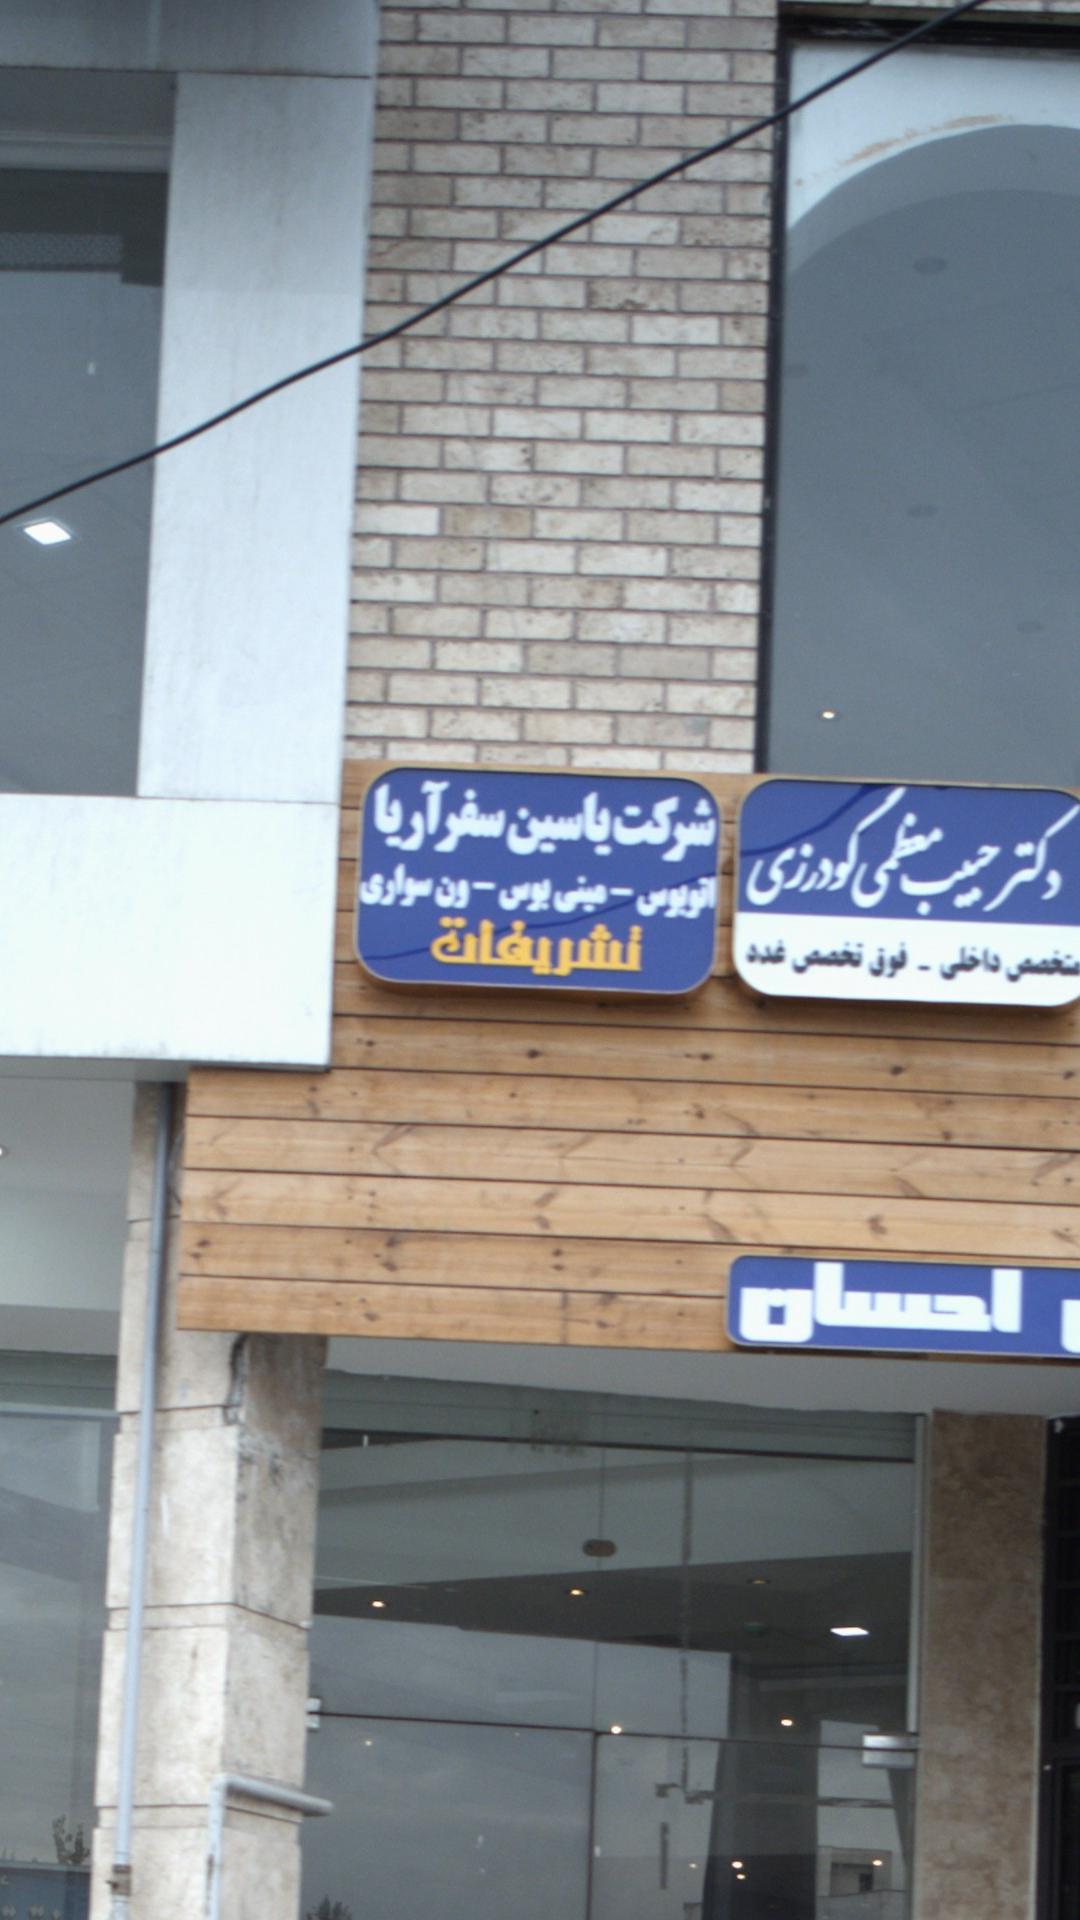 شرکت یاسین سفر آریا
اتوبوس - مینی بوس - ون سواری
تشریفات
دکتر حبیب معظمی گودرزی
متخصص داخلی - فوق تخصص غدد
احسان